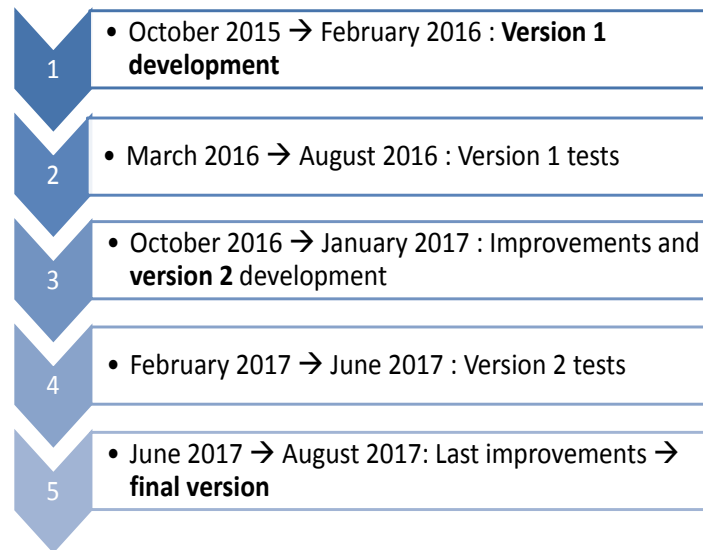 1
• October 2015 → February 2016 : Version 1
development
2
• March 2016 → August 2016 : Version 1 tests
3
• October 2016 → January 2017 : Improvements and
version 2 development
4
• February 2017 → June 2017 : Version 2 tests
5
• June 2017 → August 2017: Last improvements →
final version